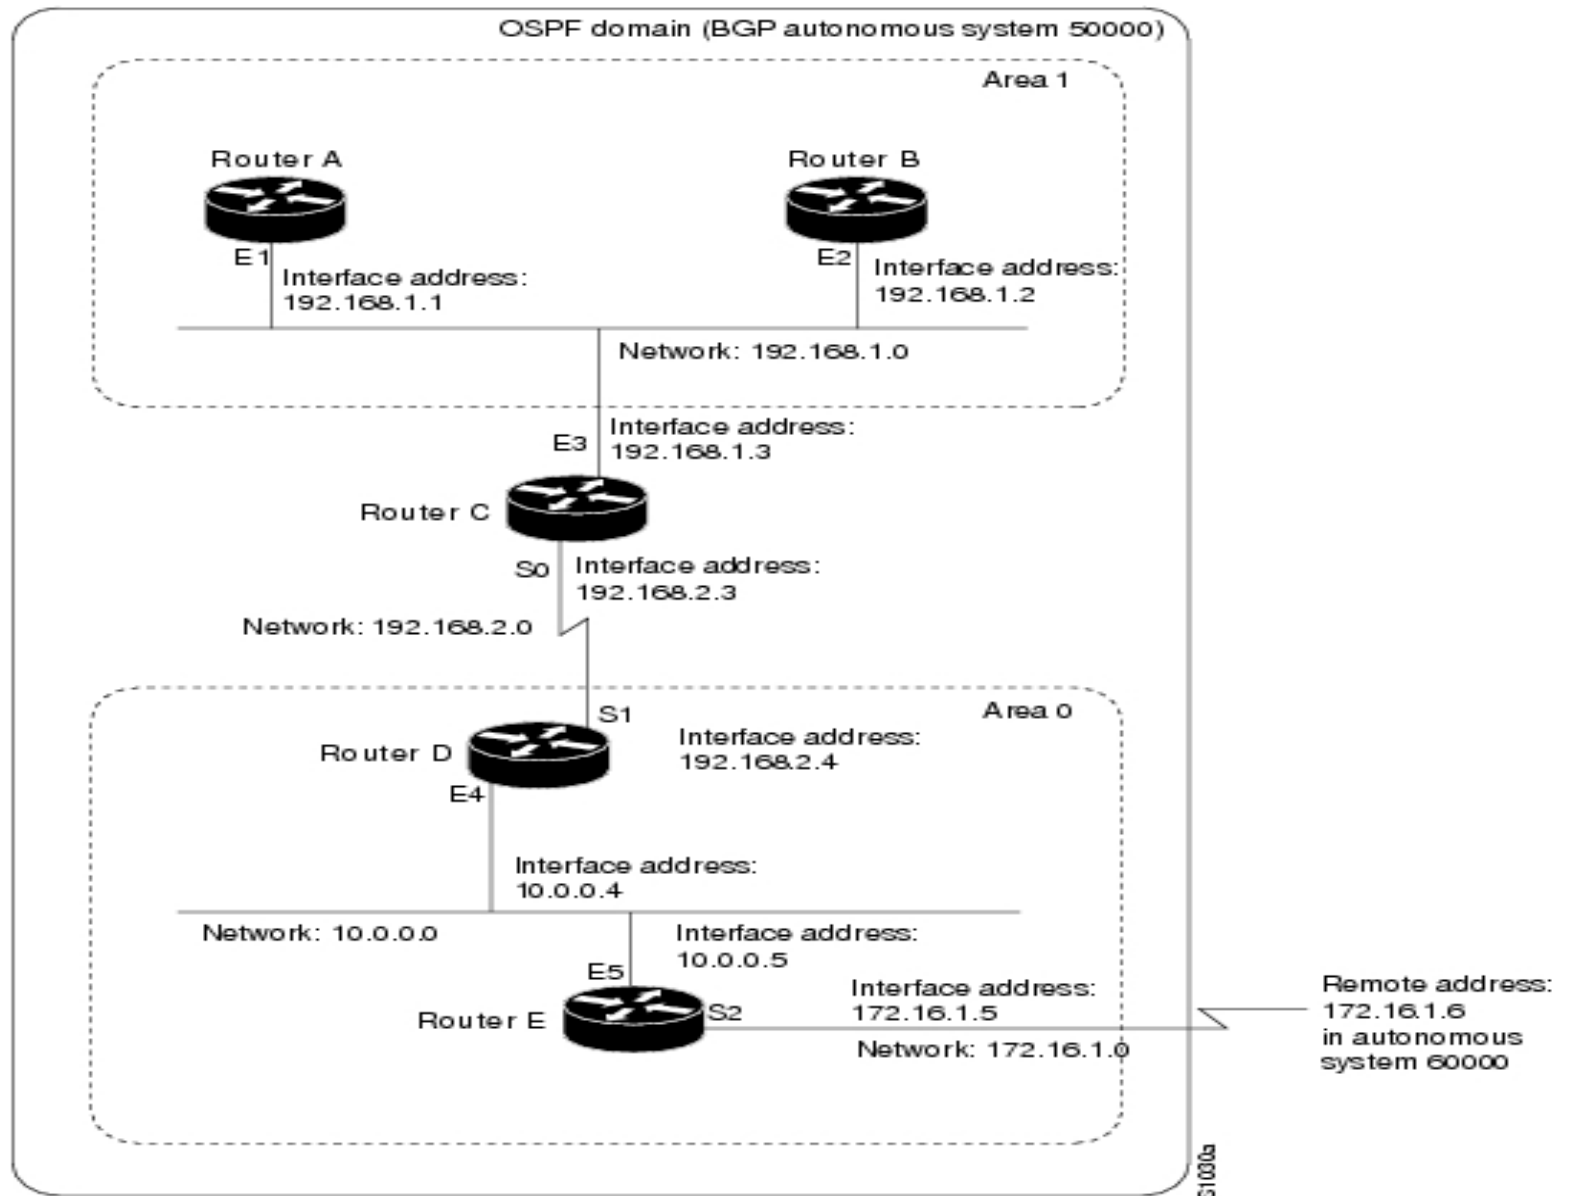 OSPF domain (BGP autonomous system 50000)
Area 1
Router A
Router B
E1
Interface address:
192.168.1.1
E2
Interface address:
192.168.1.2
Network: 192.168.1.0
E3
Interface address:
192.168.1.3
Router C
S0
Interface address:
192.168.2.3
Network: 192.168.2.0
Area 0
S1
Router D
Interface address:
192.168.2.4
E4
Interface address:
10.0.0.4
Network: 10.0.0.0
Interface address:
10.0.0.5
E5
Router E
S2
Interface address:
172.16.1.5
Network: 172.16.1.0
Remote address:
172.16.1.6
in autonomous
system 60000
S1030a